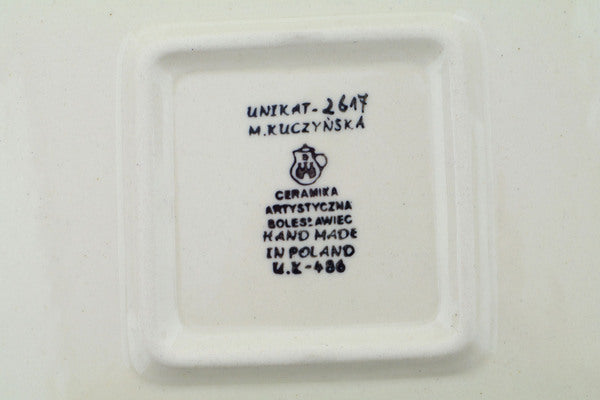 UNIKAT-2617
M.KUCZYŃSKA
CERAMIKA
ARTYSTYCZNA
BOLESŁAWIEC
HAND MADE
IN POLAND
U.K-486